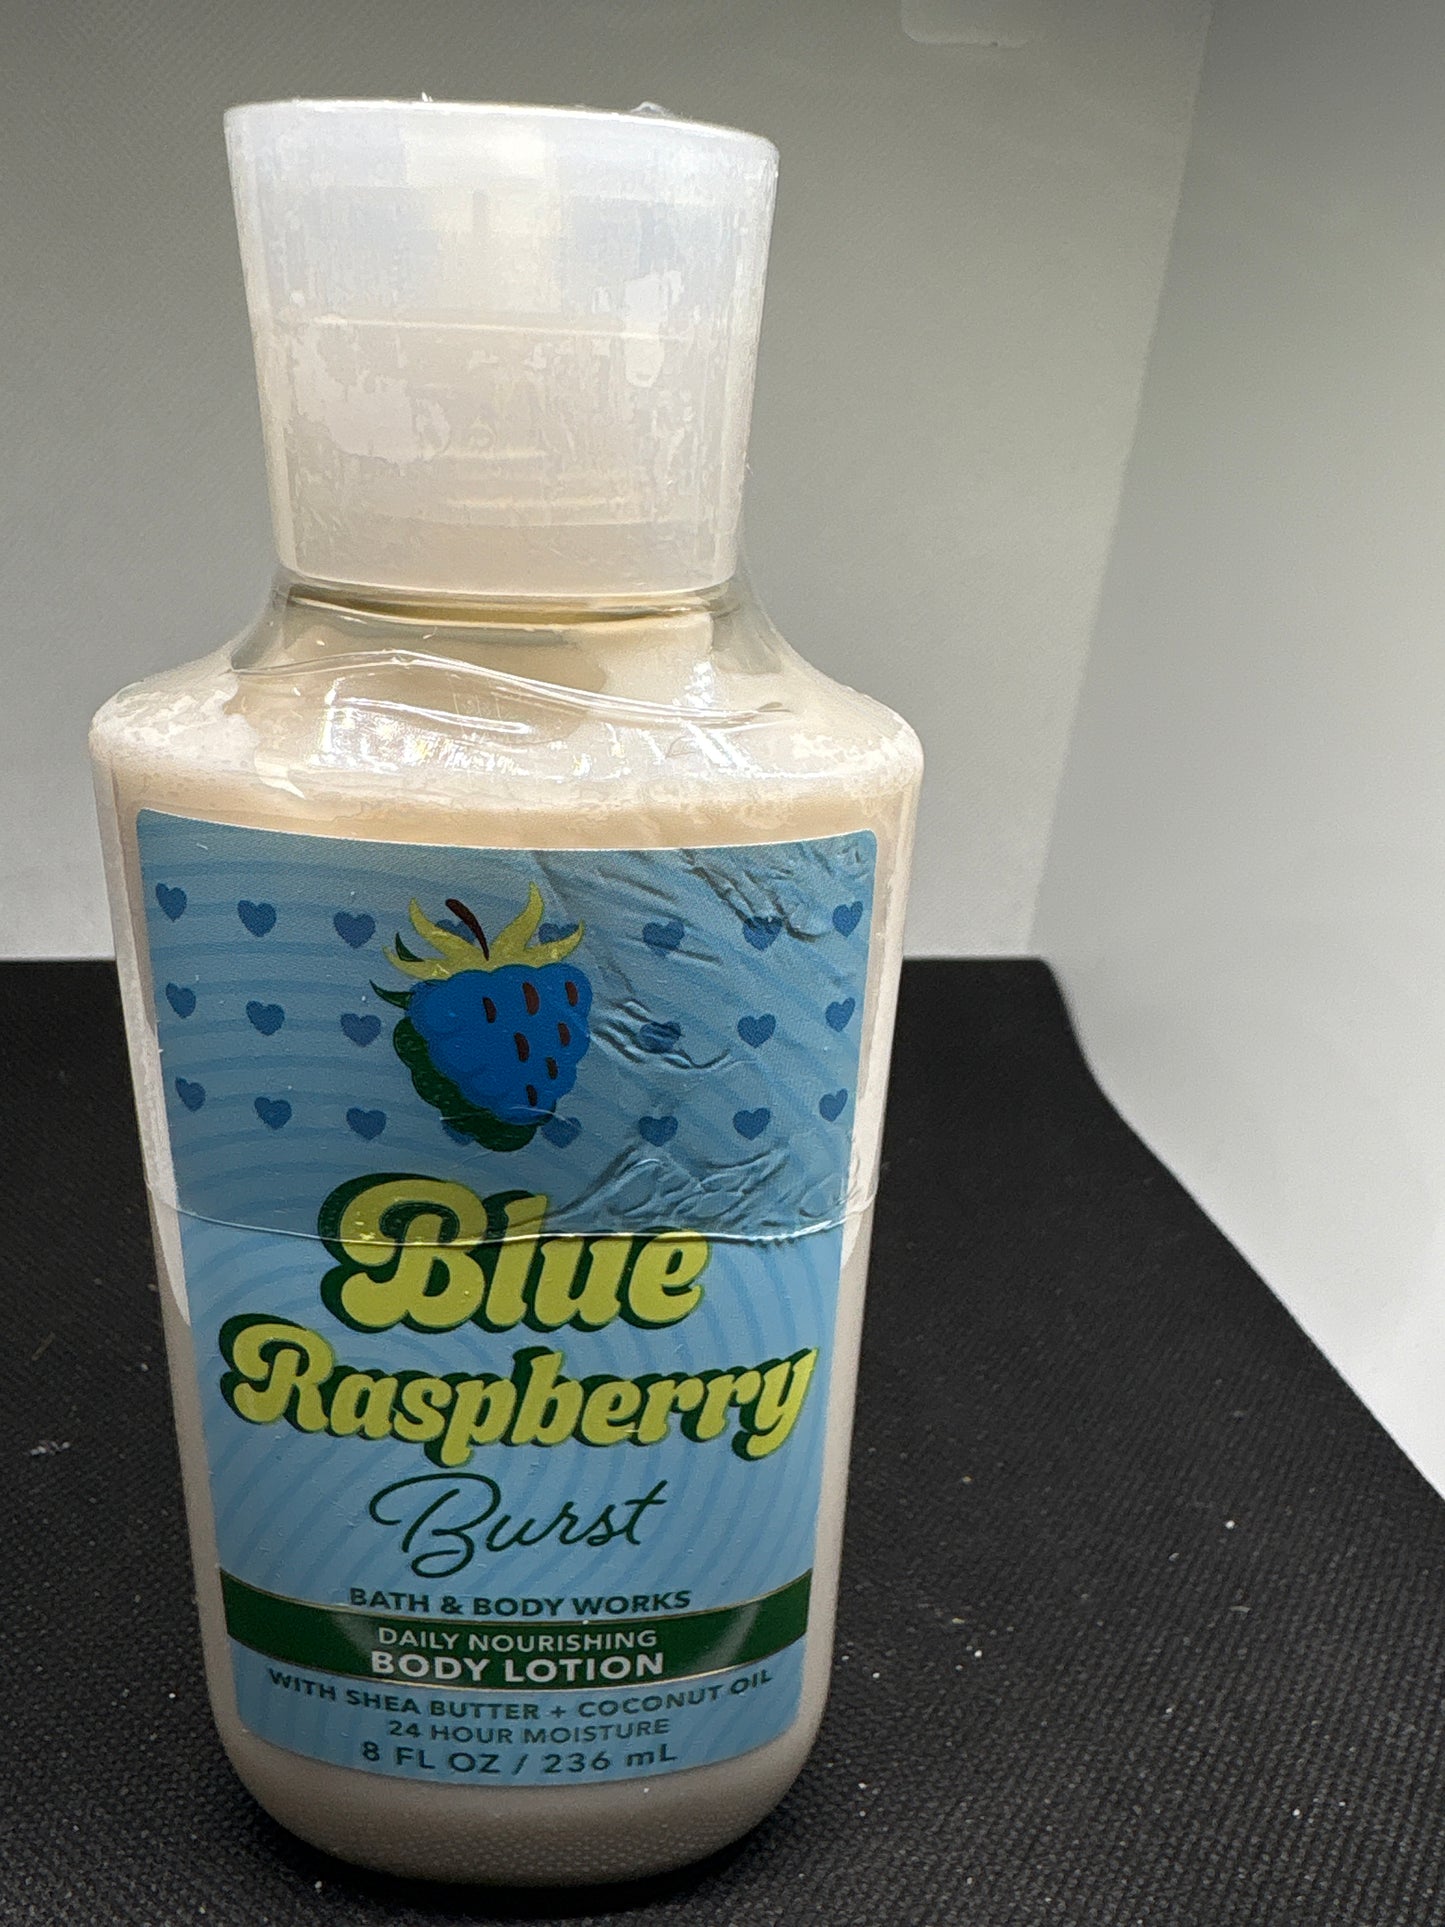 Blue
Raspberry
Burst
BATH & BODY WORKS
DAILY NOURISHING
BODY LOTION
WITH SHEA BUTTER + COCONUT OIL
24 HOUR MOISTURE
8 FL OZ / 236 mL